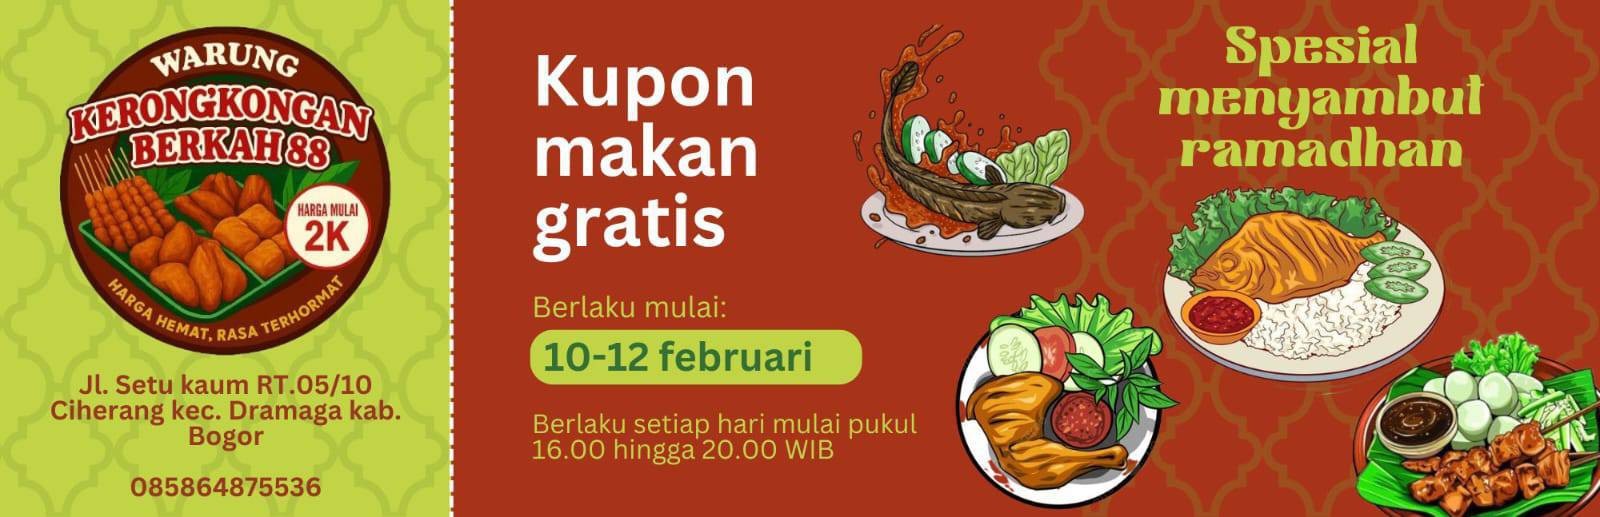 WARUNG
KERONGKONGAN
BERKAH 88
HARGA MULAI
2K
HARGA HEMAT, RASA TERHORMAT
Jl. Setu kaum RT.05/10
Ciherang kec. Dramaga kab.
Bogor
085864875536
Kupon
makan
gratis
Berlaku mulai:
10-12 februari
Berlaku setiap hari mulai pukul
16.00 hingga 20.00 WIB
Spesial
menyambut
ramadhan